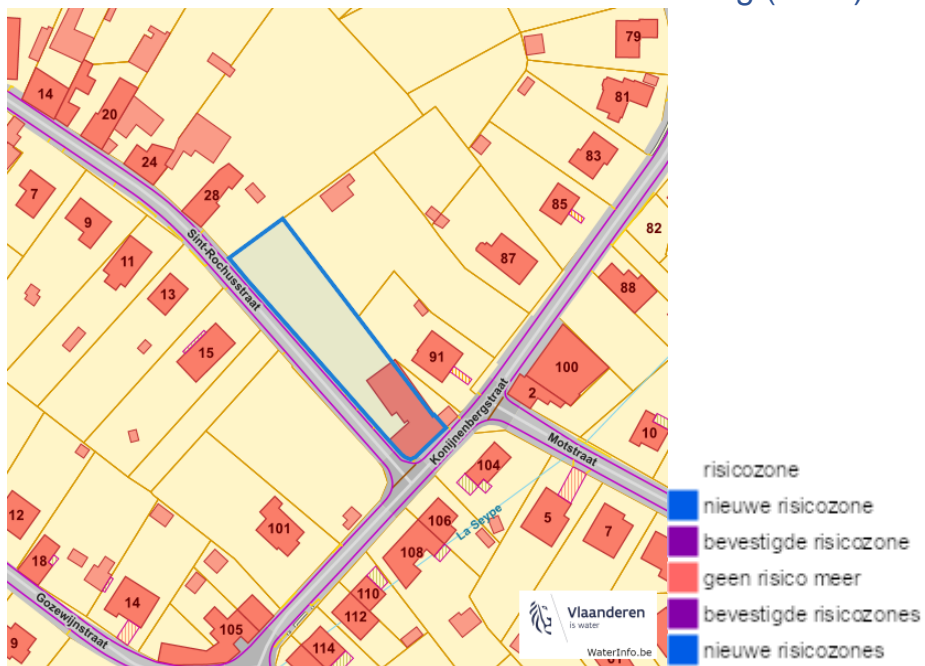 79
14
81
20
83
24
7
28
85
9
82
Sint-Rochusstraat
11
87
88
13
15
91
100
2
Konijnenbergstraat
Motstraat
10
104
risicozone
nieuwe risicozone
12
101
106
La Seype
5
7
bevestigde risicozone
108
18
geen risico meer
110
14
112
Vlaanderen
is water
bevestigde risicozones
Gozewijnstraat
105
9
114
WaterInfo.be
nieuwe risicozones